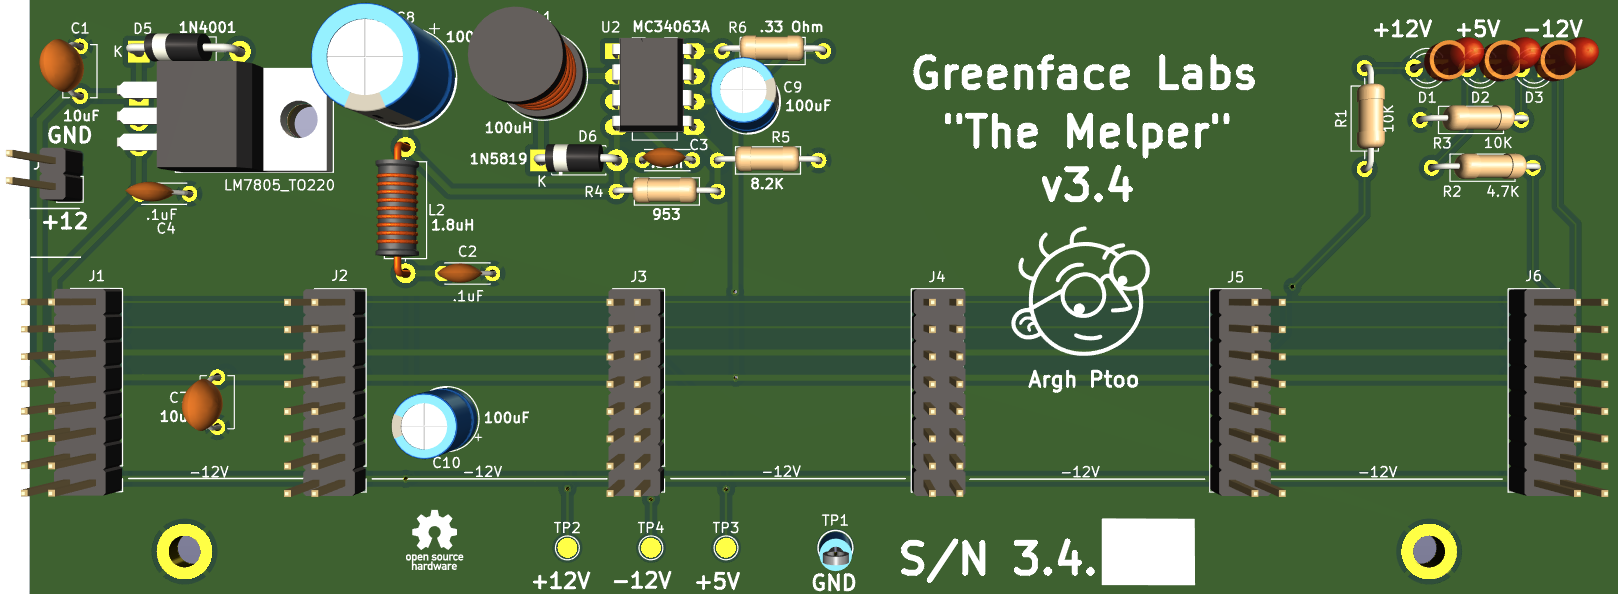 C1
D5
1N4001
K
10uF
GND
+12
LM7805_TO220
.1uF
C4
L2
1.8uH
C2
.1uF
100uH
U2
MC34063A
R6
.33 Ohm
C9
100uF
D6
1N5819
K
C3
R5
8.2K
R4
953
Greenface Labs
"The Melper"
v3.4
Argh Ptoo
+12V
+5V
-12V
D1
D2
D3
R1
10K
R3
10K
R2
4.7K
J1
J2
J3
J4
J5
J6
100uF
C10
-12V
-12V
-12V
-12V
-12V
open source
hardware
TP2
+12V
TP4
-12V
TP3
+5V
TP1
GND
S/N 3.4.